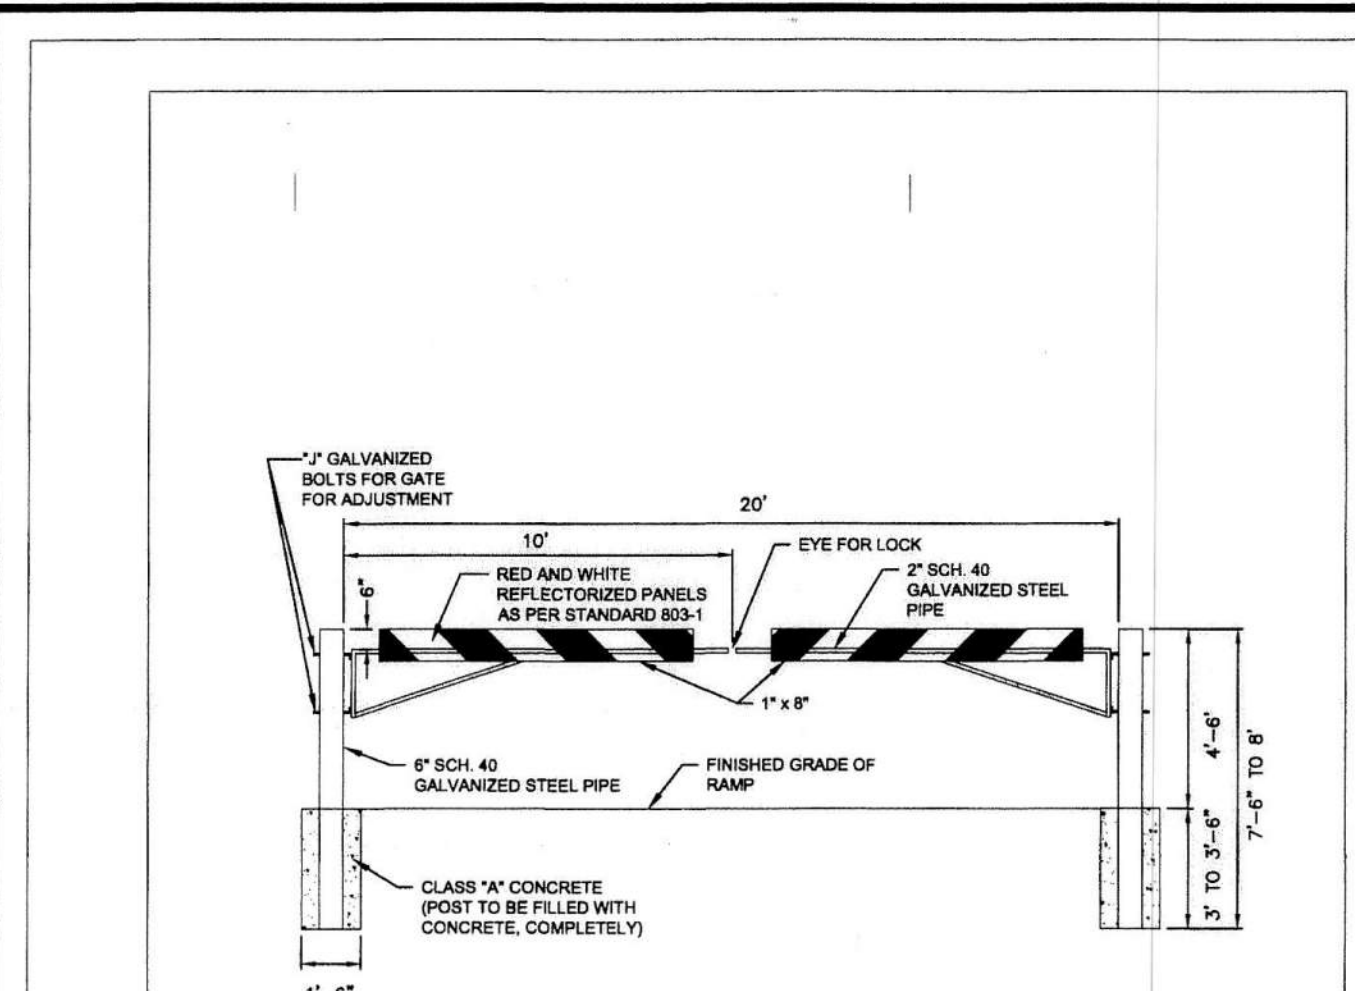 "J" GALVANIZED
BOLTS FOR GATE
FOR ADJUSTMENT
20'
10'
EYE FOR LOCK
RED AND WHITE
REFLECTORIZED PANELS
AS PER STANDARD 803-1
2" SCH. 40
GALVANIZED STEEL
PIPE
6"
1" x 8"
6" SCH. 40
GALVANIZED STEEL PIPE
FINISHED GRADE OF
RAMP
4'-6'
7'-6" TO 8'
3' TO 3'-6"
CLASS "A" CONCRETE
(POST TO BE FILLED WITH
CONCRETE, COMPLETELY)